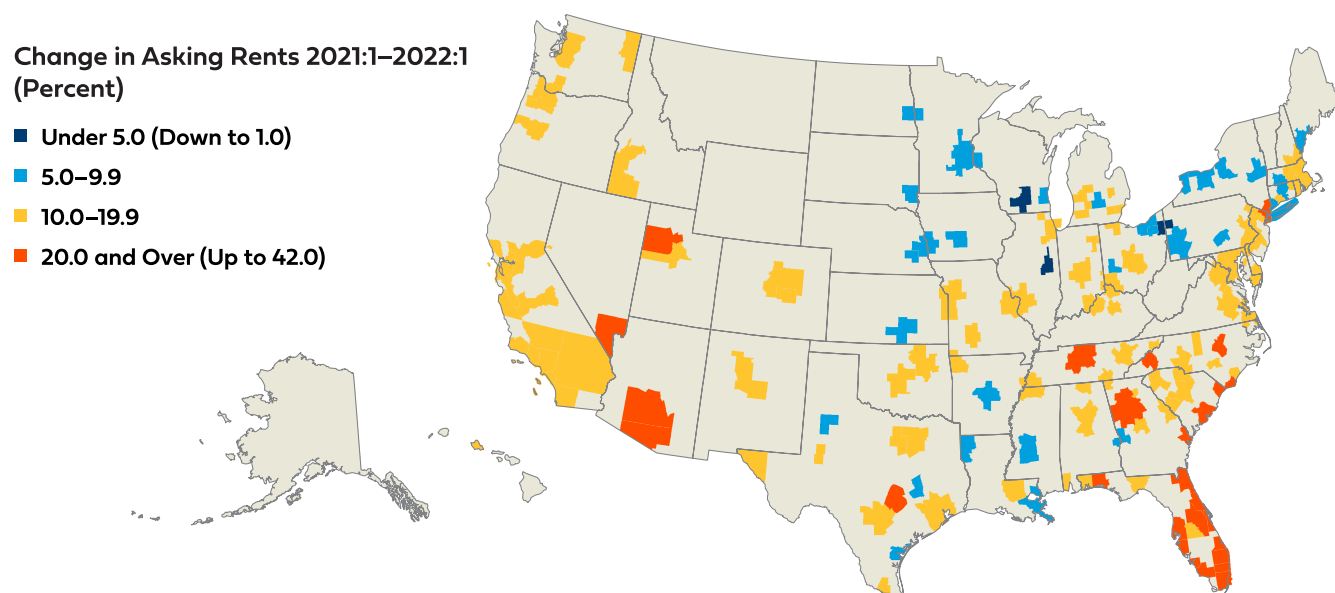 Change in Asking Rents 2021:1–2022:1
(Percent)
Under 5.0 (Down to 1.0)
5.0–9.9
10.0–19.9
20.0 and Over (Up to 42.0)